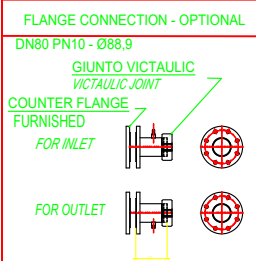 FLANGE CONNECTION - OPTIONAL
DN80 PN10 - Ø88,9
GIUNTO VICTAULIC
VICTAULIC JOINT
COUNTER FLANGE
FURNISHED
FOR INLET
FOR OUTLET